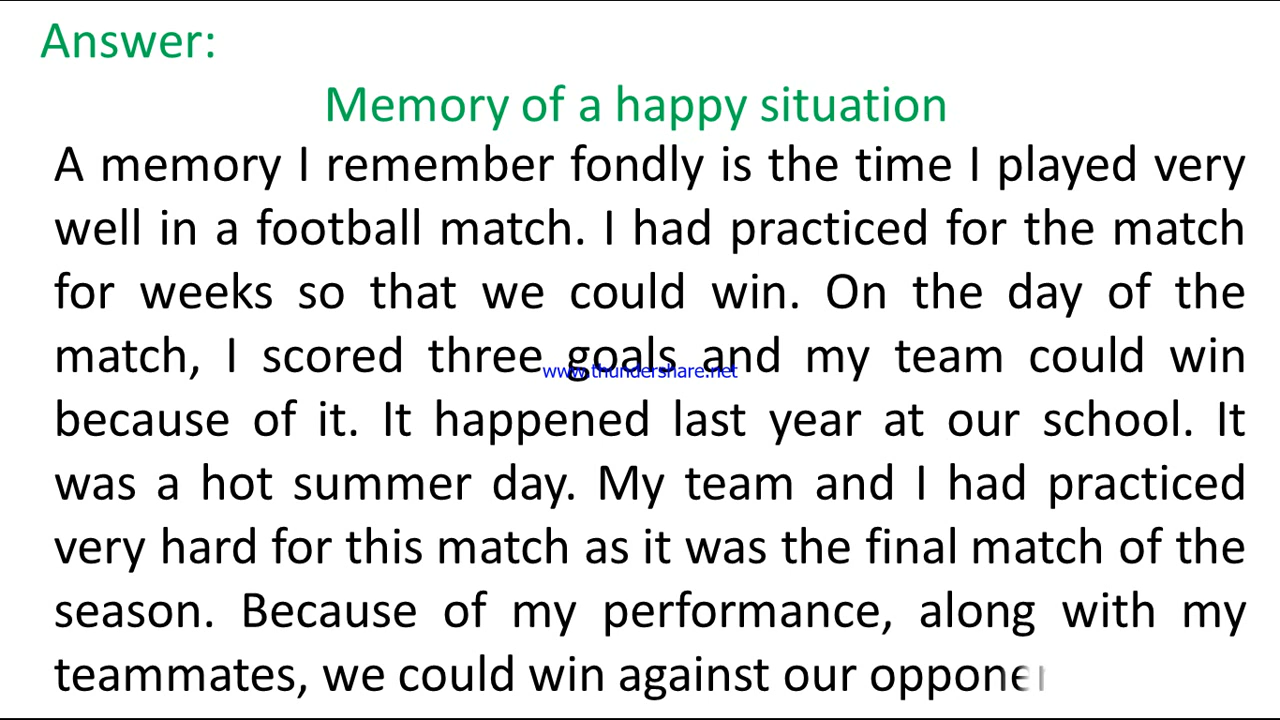 Answer:
Memory of a happy situation
A memory I remember fondly is the time I played very
well in a football match. I had practiced for the match
for weeks so that we could win. On the day of the
match, I scored three goals and my team could win
www.thundershare.net
because of it. It happened last year at our school. It
was a hot summer day. My team and I had practiced
very hard for this match as it was the final match of the
season. Because of my performance, along with my
teammates, we could win against our